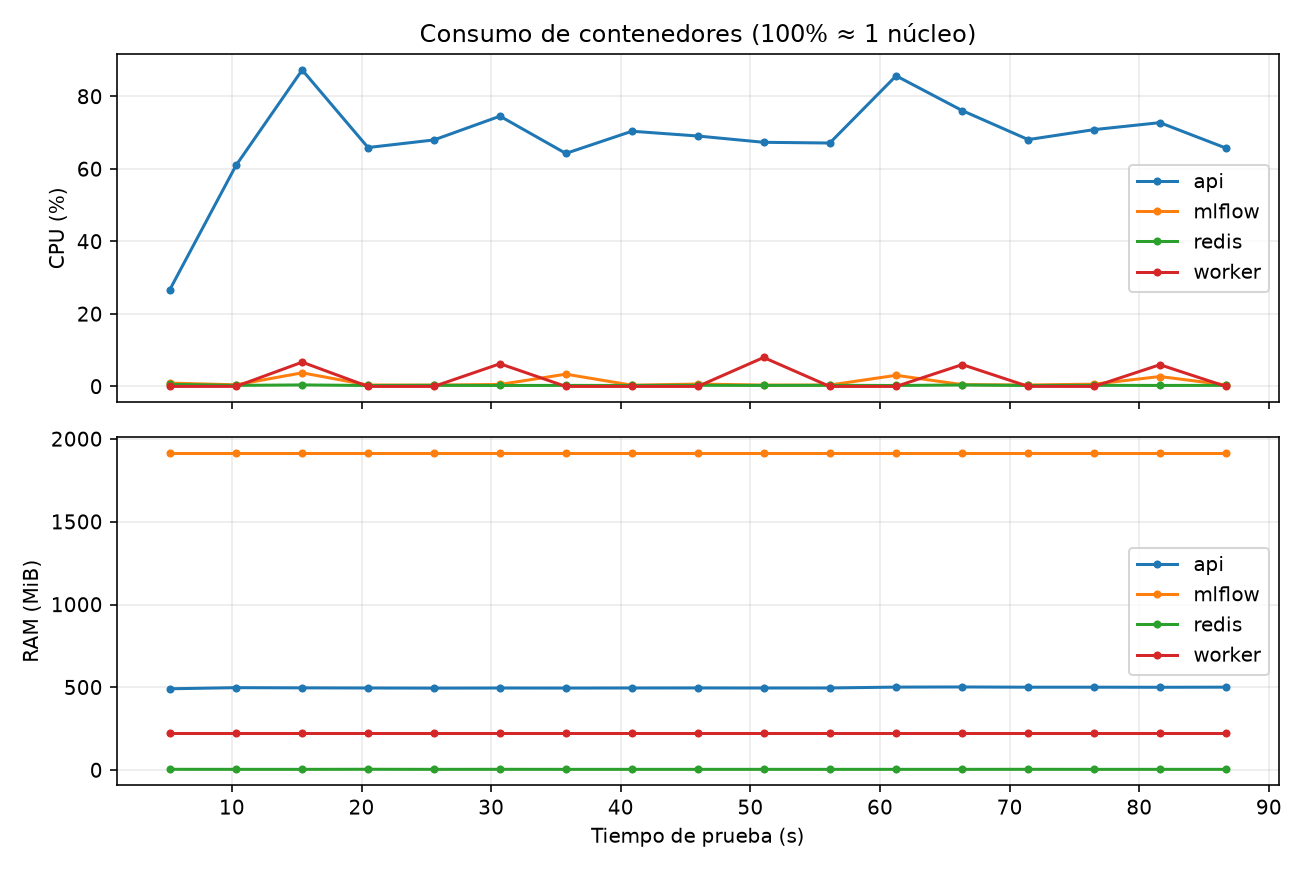 Consumo de contenedores (100% ≈ 1 núcleo)
80
60
40
20
0
CPU (%)
api
mlflow
redis
worker
2000
1500
1000
500
0
RAM (MiB)
api
mlflow
redis
worker
10 20 30 40 50 60 70 80 90
Tiempo de prueba (s)